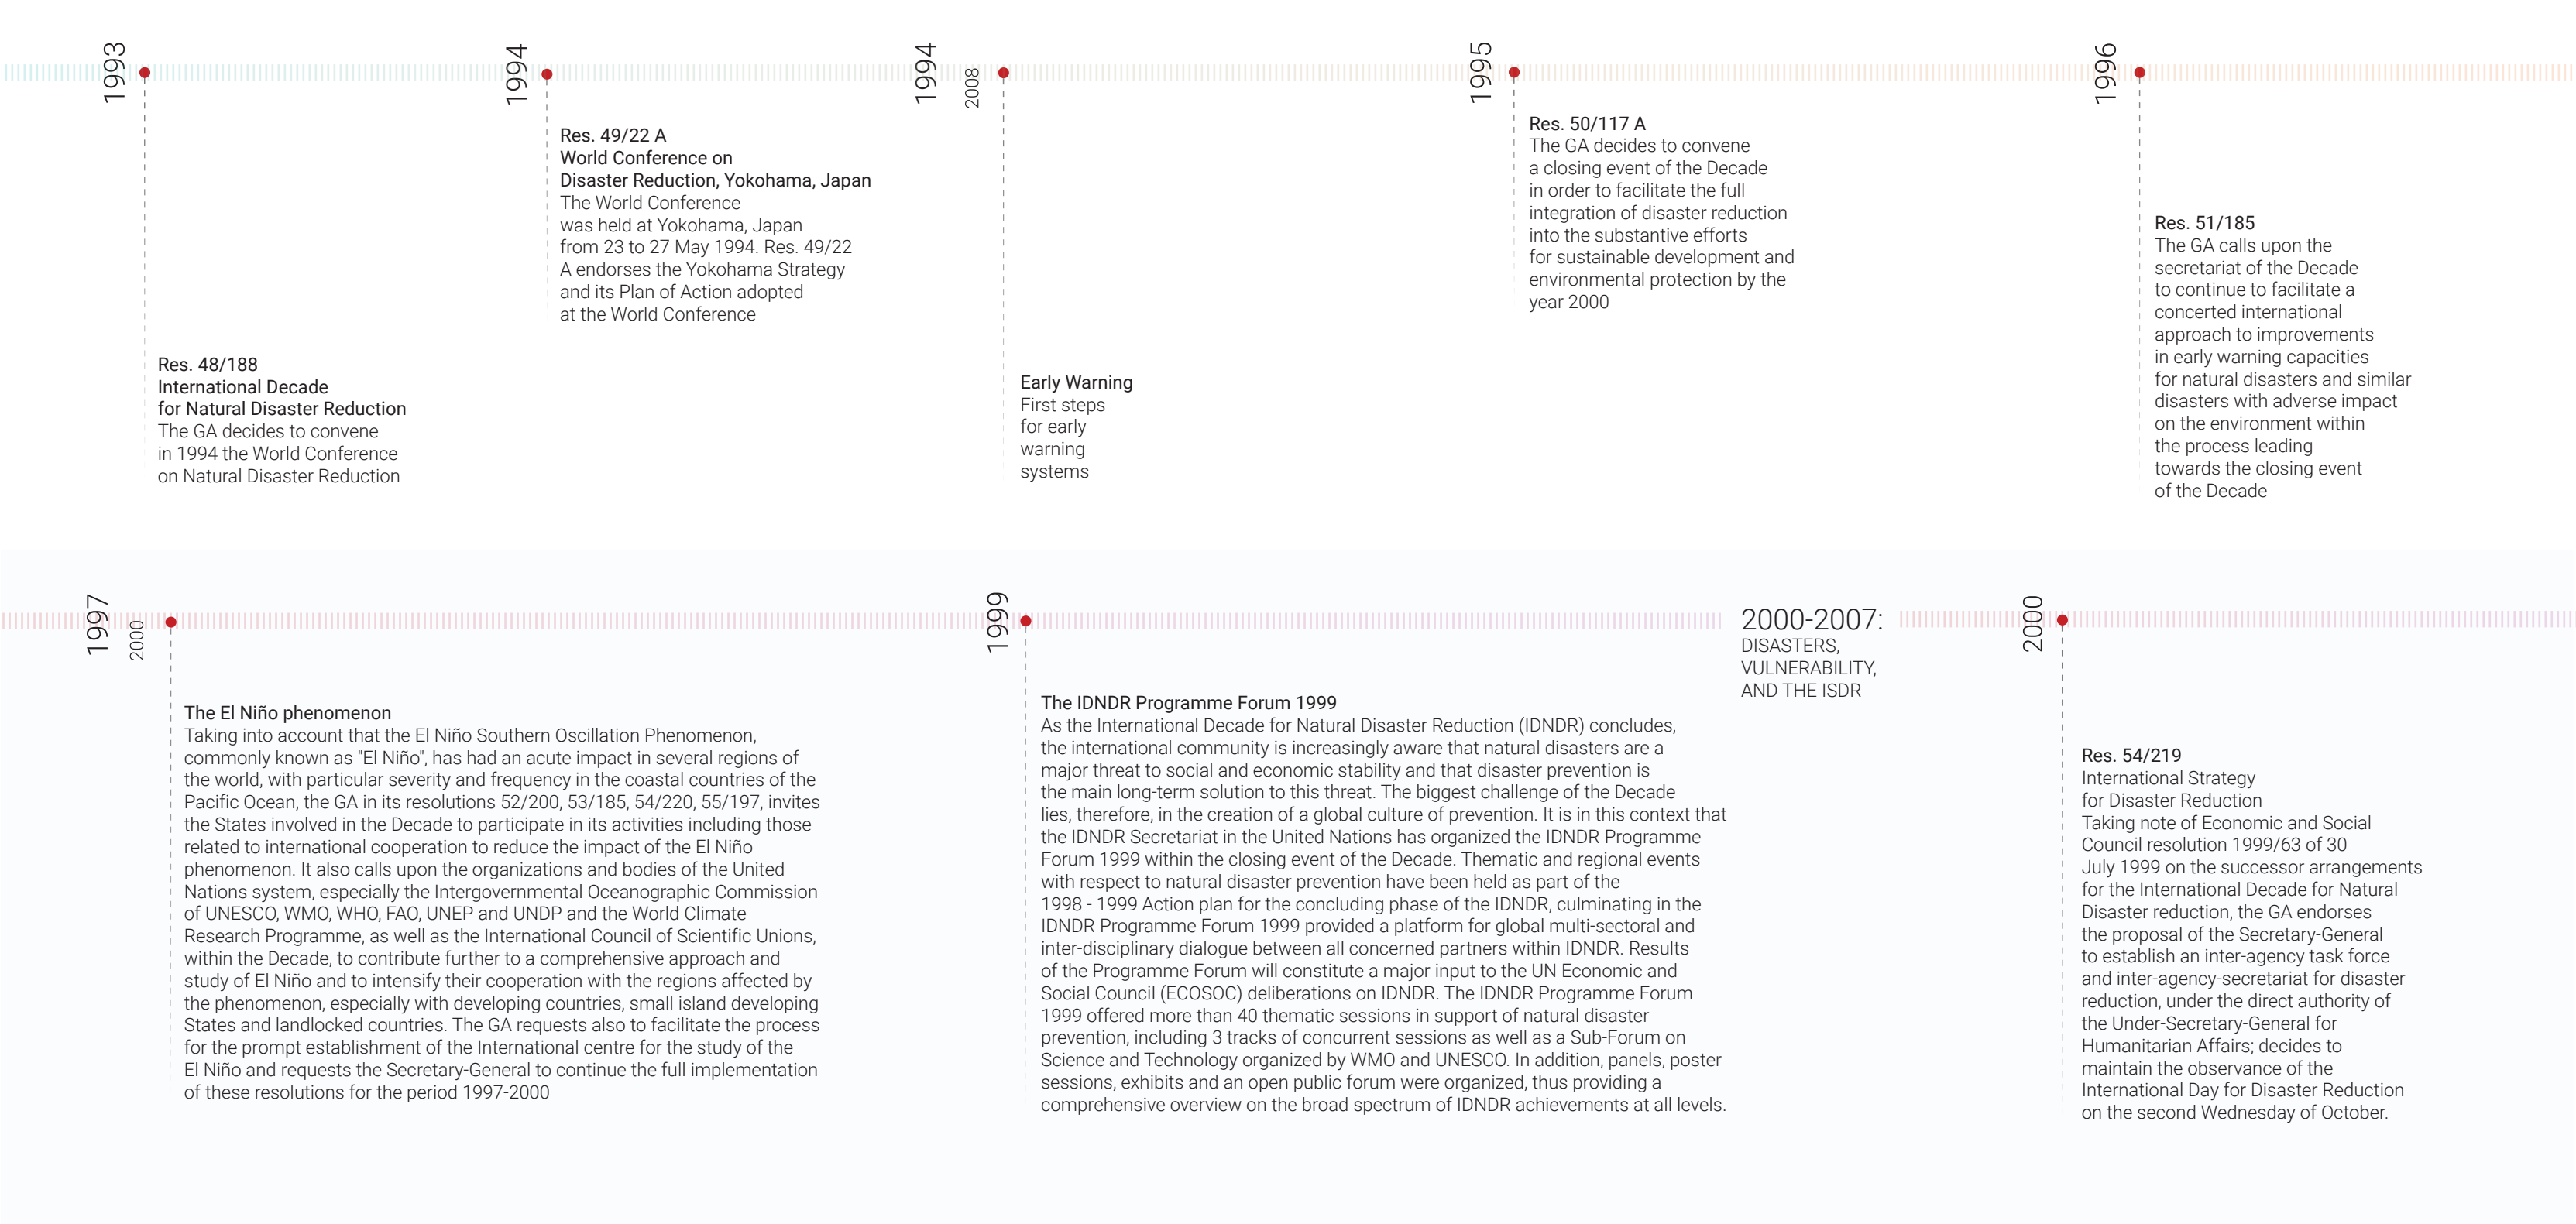 1993
Res. 48/188
International Decade
for Natural Disaster Reduction
The GA decides to convene
in 1994 the World Conference
on Natural Disaster Reduction
1994
Res. 49/22 A
World Conference on
Disaster Reduction, Yokohama, Japan
The World Conference
was held at Yokohama, Japan
from 23 to 27 May 1994. Res. 49/22
A endorses the Yokohama Strategy
and its Plan of Action adopted
at the World Conference
1994
2008
Early Warning
First steps
for early
warning
systems
1995
Res. 50/117 A
The GA decides to convene
a closing event of the Decade
in order to facilitate the full
integration of disaster reduction
into the substantive efforts
for sustainable development and
environmental protection by the
year 2000
1996
Res. 51/185
The GA calls upon the
secretariat of the Decade
to continue to facilitate a
concerted international
approach to improvements
in early warning capacities
for natural disasters and similar
disasters with adverse impact
on the environment within
the process leading
towards the closing event
of the Decade
1997
2000
The El Niño phenomenon
Taking into account that the El Niño Southern Oscillation Phenomenon,
commonly known as "El Niño", has had an acute impact in several regions of
the world, with particular severity and frequency in the coastal countries of the
Pacific Ocean, the GA in its resolutions 52/200, 53/185, 54/220, 55/197, invites
the States involved in the Decade to participate in its activities including those
related to international cooperation to reduce the impact of the El Niño
phenomenon. It also calls upon the organizations and bodies of the United
Nations system, especially the Intergovernmental Oceanographic Commission
of UNESCO, WMO, WHO, FAO, UNEP and UNDP and the World Climate
Research Programme, as well as the International Council of Scientific Unions,
within the Decade, to contribute further to a comprehensive approach and
study of El Niño and to intensify their cooperation with the regions affected by
the phenomenon, especially with developing countries, small island developing
States and landlocked countries. The GA requests also to facilitate the process
for the prompt establishment of the International centre for the study of the
El Niño and requests the Secretary-General to continue the full implementation
of these resolutions for the period 1997-2000
1999
The IDNDR Programme Forum 1999
As the International Decade for Natural Disaster Reduction (IDNDR) concludes,
the international community is increasingly aware that natural disasters are a
major threat to social and economic stability and that disaster prevention is
the main long-term solution to this threat. The biggest challenge of the Decade
lies, therefore, in the creation of a global culture of prevention. It is in this context that
the IDNDR Secretariat in the United Nations has organized the IDNDR Programme
Forum 1999 within the closing event of the Decade. Thematic and regional events
with respect to natural disaster prevention have been held as part of the
1998 - 1999 Action plan for the concluding phase of the IDNDR, culminating in the
IDNDR Programme Forum 1999 provided a platform for global multi-sectoral and
inter-disciplinary dialogue between all concerned partners within IDNDR. Results
of the Programme Forum will constitute a major input to the UN Economic and
Social Council (ECOSOC) deliberations on IDNDR. The IDNDR Programme Forum
1999 offered more than 40 thematic sessions in support of natural disaster
prevention, including 3 tracks of concurrent sessions as well as a Sub-Forum on
Science and Technology organized by WMO and UNESCO. In addition, panels, poster
sessions, exhibits and an open public forum were organized, thus providing a
comprehensive overview on the broad spectrum of IDNDR achievements at all levels.
2000-2007:
DISASTERS,
VULNERABILITY,
AND THE ISDR
2000
Res. 54/219
International Strategy
for Disaster Reduction
Taking note of Economic and Social
Council resolution 1999/63 of 30
July 1999 on the successor arrangements
for the International Decade for Natural
Disaster reduction, the GA endorses
the proposal of the Secretary-General
to establish an inter-agency task force
and inter-agency-secretariat for disaster
reduction, under the direct authority of
the Under-Secretary-General for
Humanitarian Affairs; decides to
maintain the observance of the
International Day for Disaster Reduction
on the second Wednesday of October.